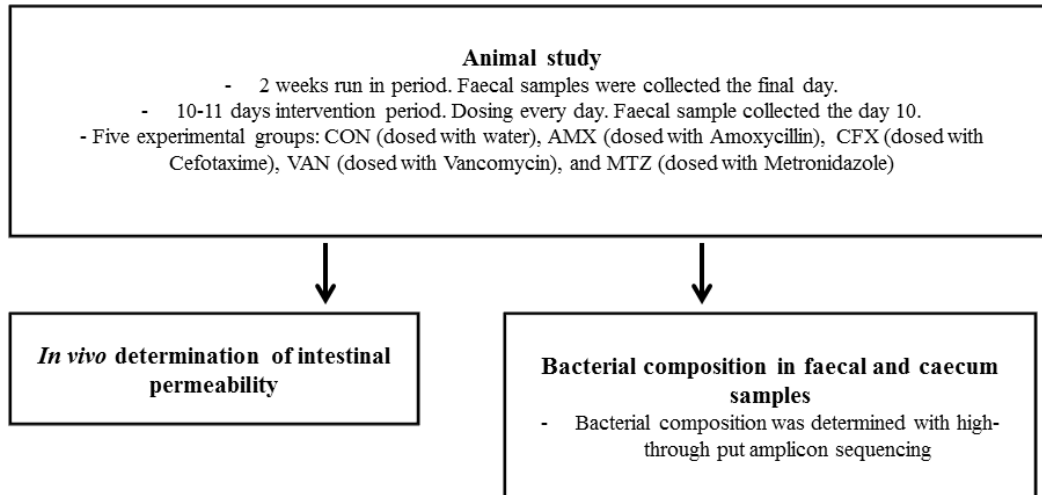 Animal study
- 2 weeks run in period. Faecal samples were collected the final day.
- 10-11 days intervention period. Dosing every day. Faecal sample collected the day 10.
- Five experimental groups: CON (dosed with water), AMX (dosed with Amoxycillin), CFX (dosed with
Cefotaxime), VAN (dosed with Vancomycin), and MTZ (dosed with Metronidazole)
In vivo determination of intestinal
permeability
Bacterial composition in faecal and caecum
samples
- Bacterial composition was determined with high-
through put amplicon sequencing